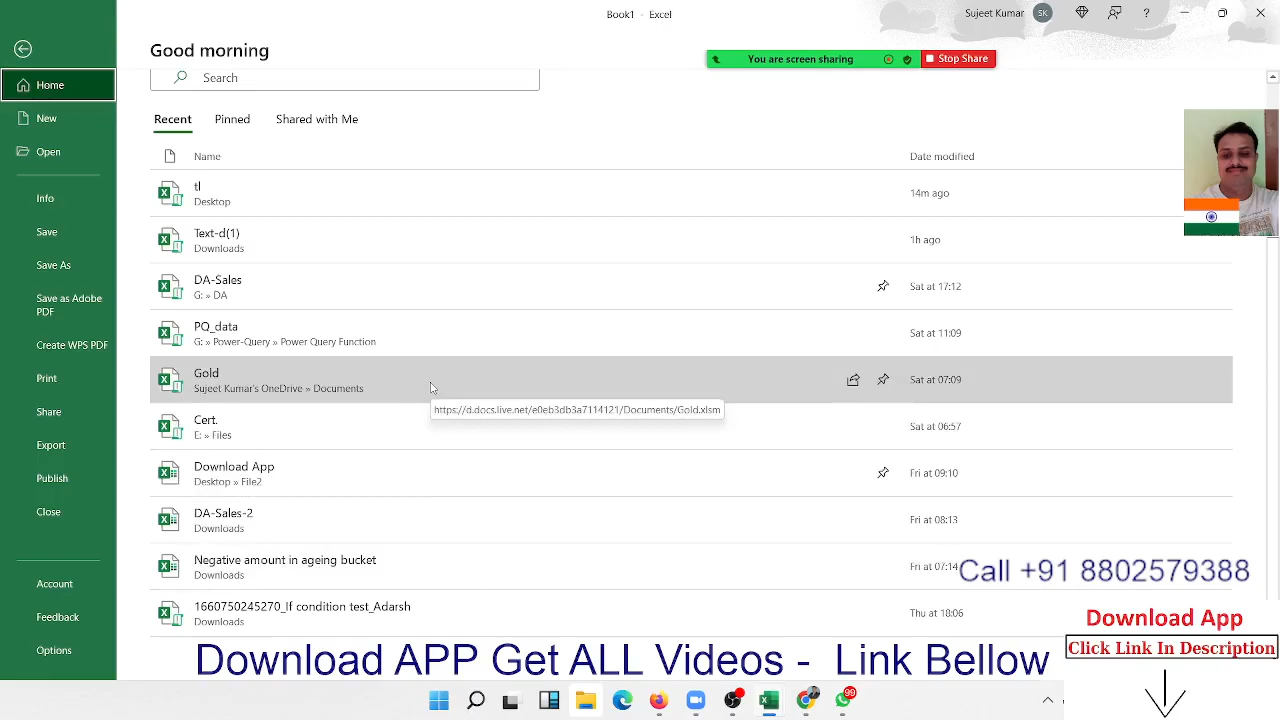 Book1 - Excel
Sujeet Kumar
SK
?
Good morning
You are screen sharing
Stop Share
Home
New
Open
Info
Save
Save As
Save as Adobe
PDF
Create WPS PDF
Print
Share
Export
Publish
Close
Account
Feedback
Options
Search
Recent
Pinned
Shared with Me
Name
Date modified
tl
Desktop
14m ago
Text-d(1)
Downloads
1h ago
DA-Sales
G: » DA
Sat at 17:12
PQ_data
G: » Power-Query » Power Query Function
Sat at 11:09
Gold
Sujeet Kumar's OneDrive » Documents
Sat at 07:09
https://d.docs.live.net/e0eb3db3a7114121/Documents/Gold.xlsm
Cert.
E: » Files
Sat at 06:57
Download App
Desktop » File2
Fri at 09:10
DA-Sales-2
Downloads
Fri at 08:13
Negative amount in ageing bucket
Downloads
Fri at 07:14
1660750245270_If condition test_Adarsh
Downloads
Thu at 18:06
Call +91 8802579388
Download App
Click Link In Description
Download APP Get ALL Videos - Link Bellow
99